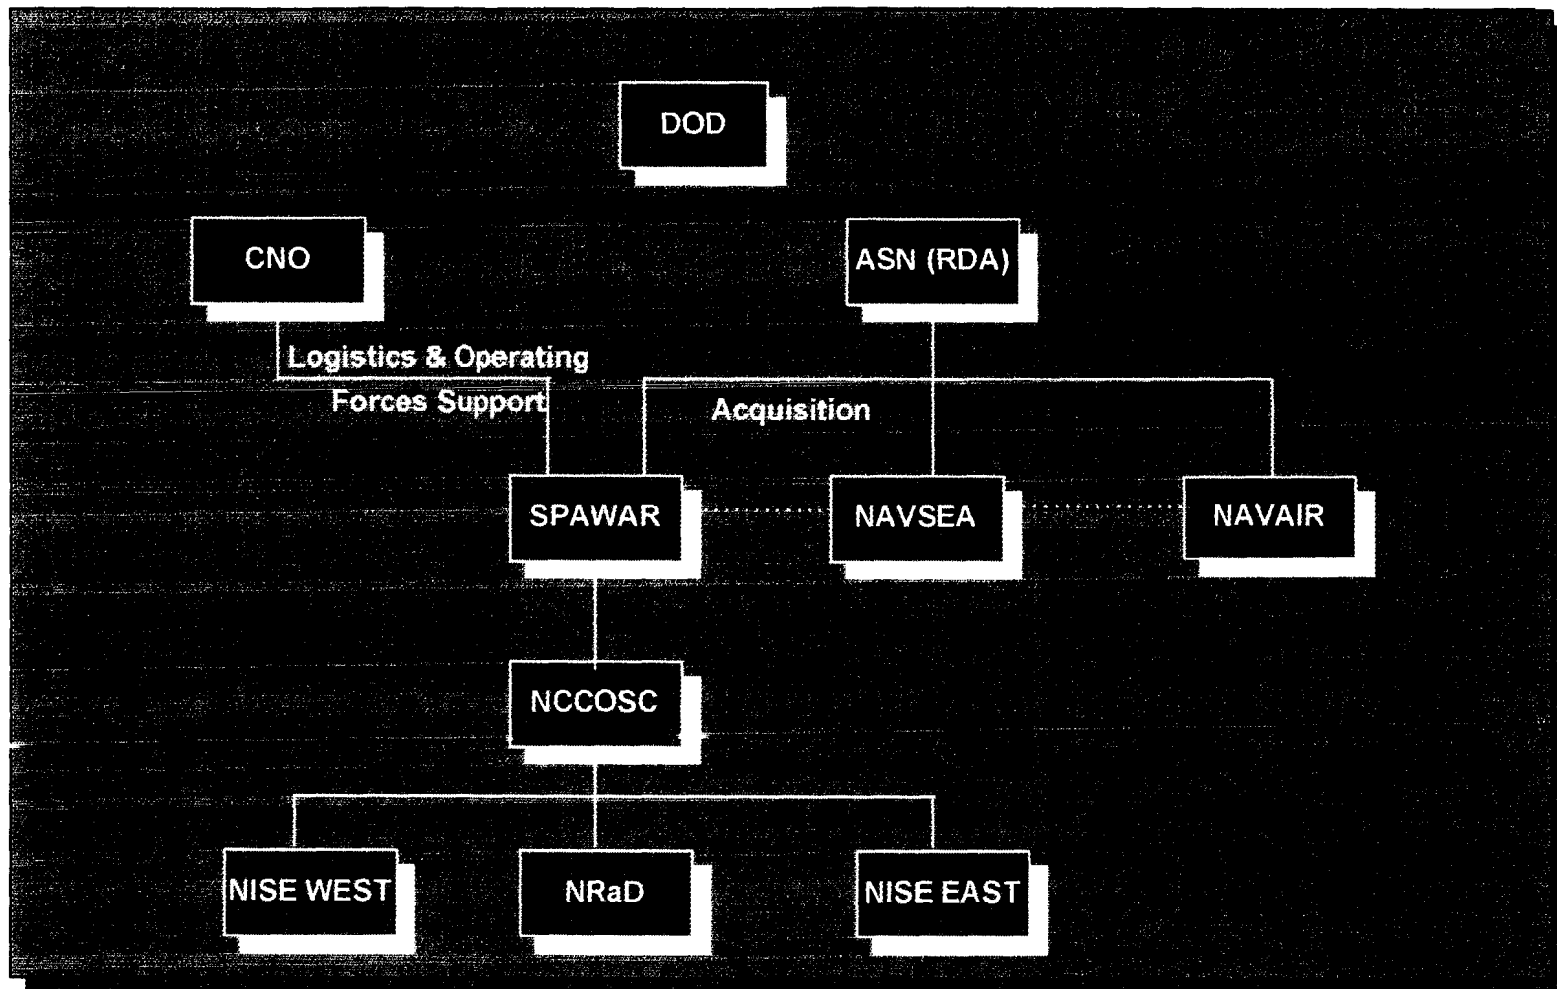 DOD
CNO
ASN (RDA)
Logistics & Operating
Forces Support
Acquisition
SPAWAR
NAVSEA
NAVAIR
NCCOSC
NISE WEST
NRaD
NISE EAST